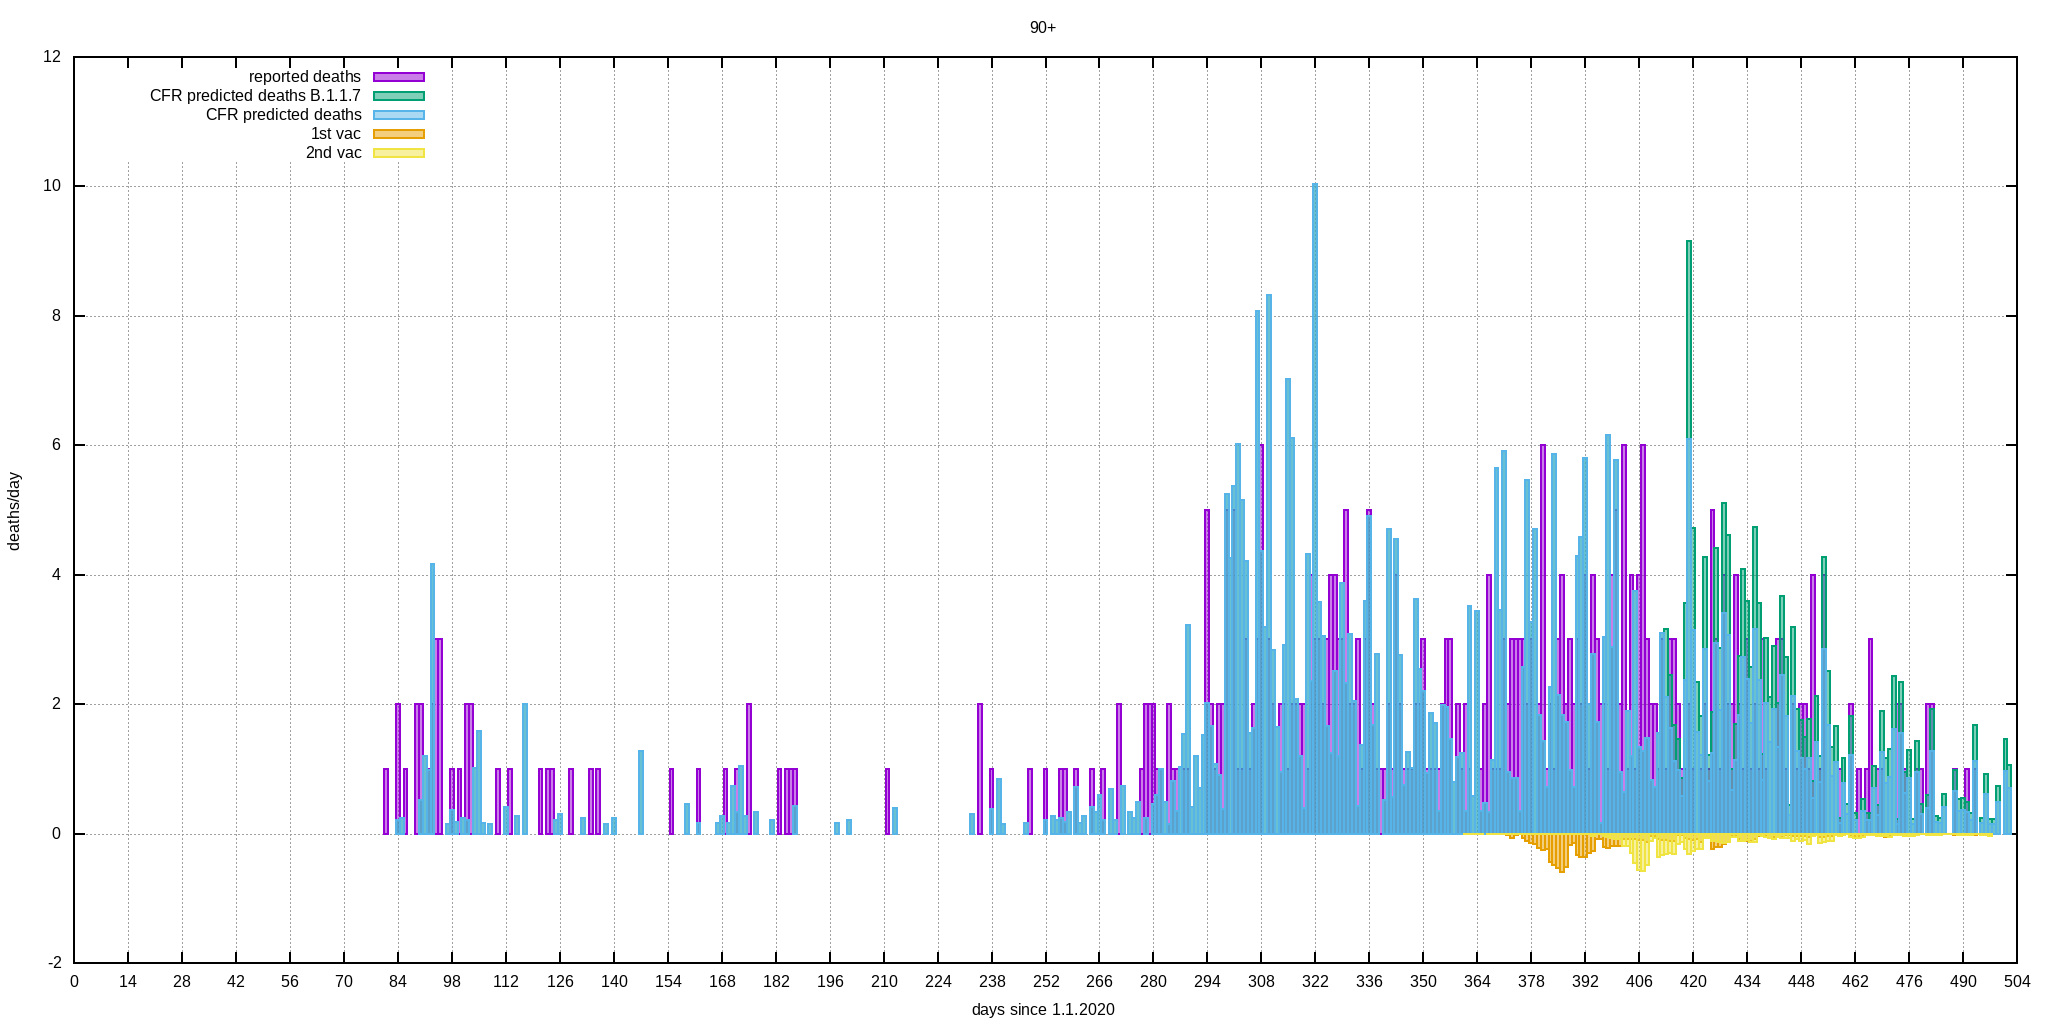 90+
reported deaths
CFR predicted deaths B.1.1.7
CFR predicted deaths
1st vac
2nd vac
12
10
8
6
4
2
0
-2
deaths/day
0 14 28 42 56 70 84 98 112 126 140 154 168 182 196 210 224 238 252 266 280 294 308 322 336 350 364 378 392 406 420 434 448 462 476 490 504
days since 1.1.2020